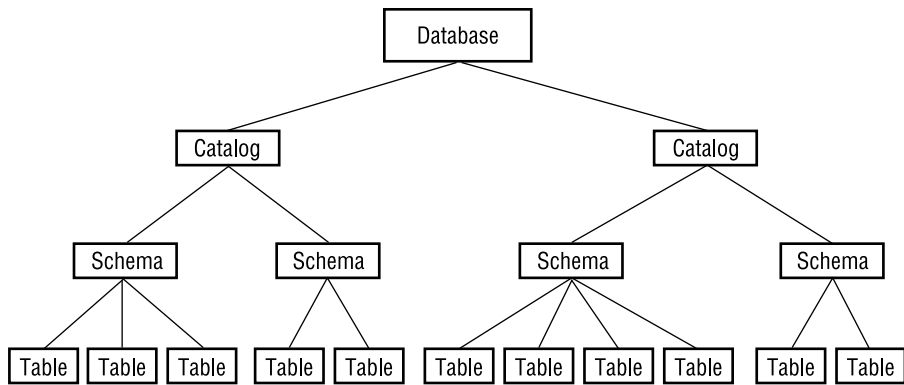 Database
Catalog Catalog
Schema Schema Schema Schema
Table Table Table Table Table Table Table Table Table Table Table